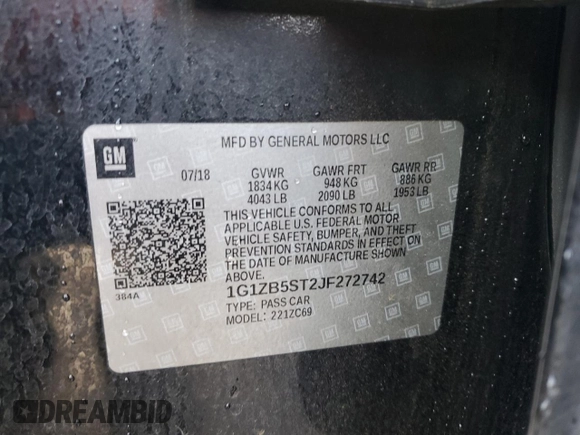 MFD BY GENERAL MOTORS LLC
GM
07/18 GVWR GAWR FRT GAWR RR
1834 KG 948 KG 886 KG
4043 LB 2090 LB 1953 LB
THIS VEHICLE CONFORMS TO ALL
APPLICABLE U.S. FEDERAL MOTOR
VEHICLE SAFETY, BUMPER, AND THEFT
PREVENTION STANDARDS IN EFFECT ON
THE DATE OF MANUFACTURE SHOWN
ABOVE.
384A
1G1ZB5ST2JF272742
TYPE: PASS CAR
MODEL: 221ZC69
DREAMBID